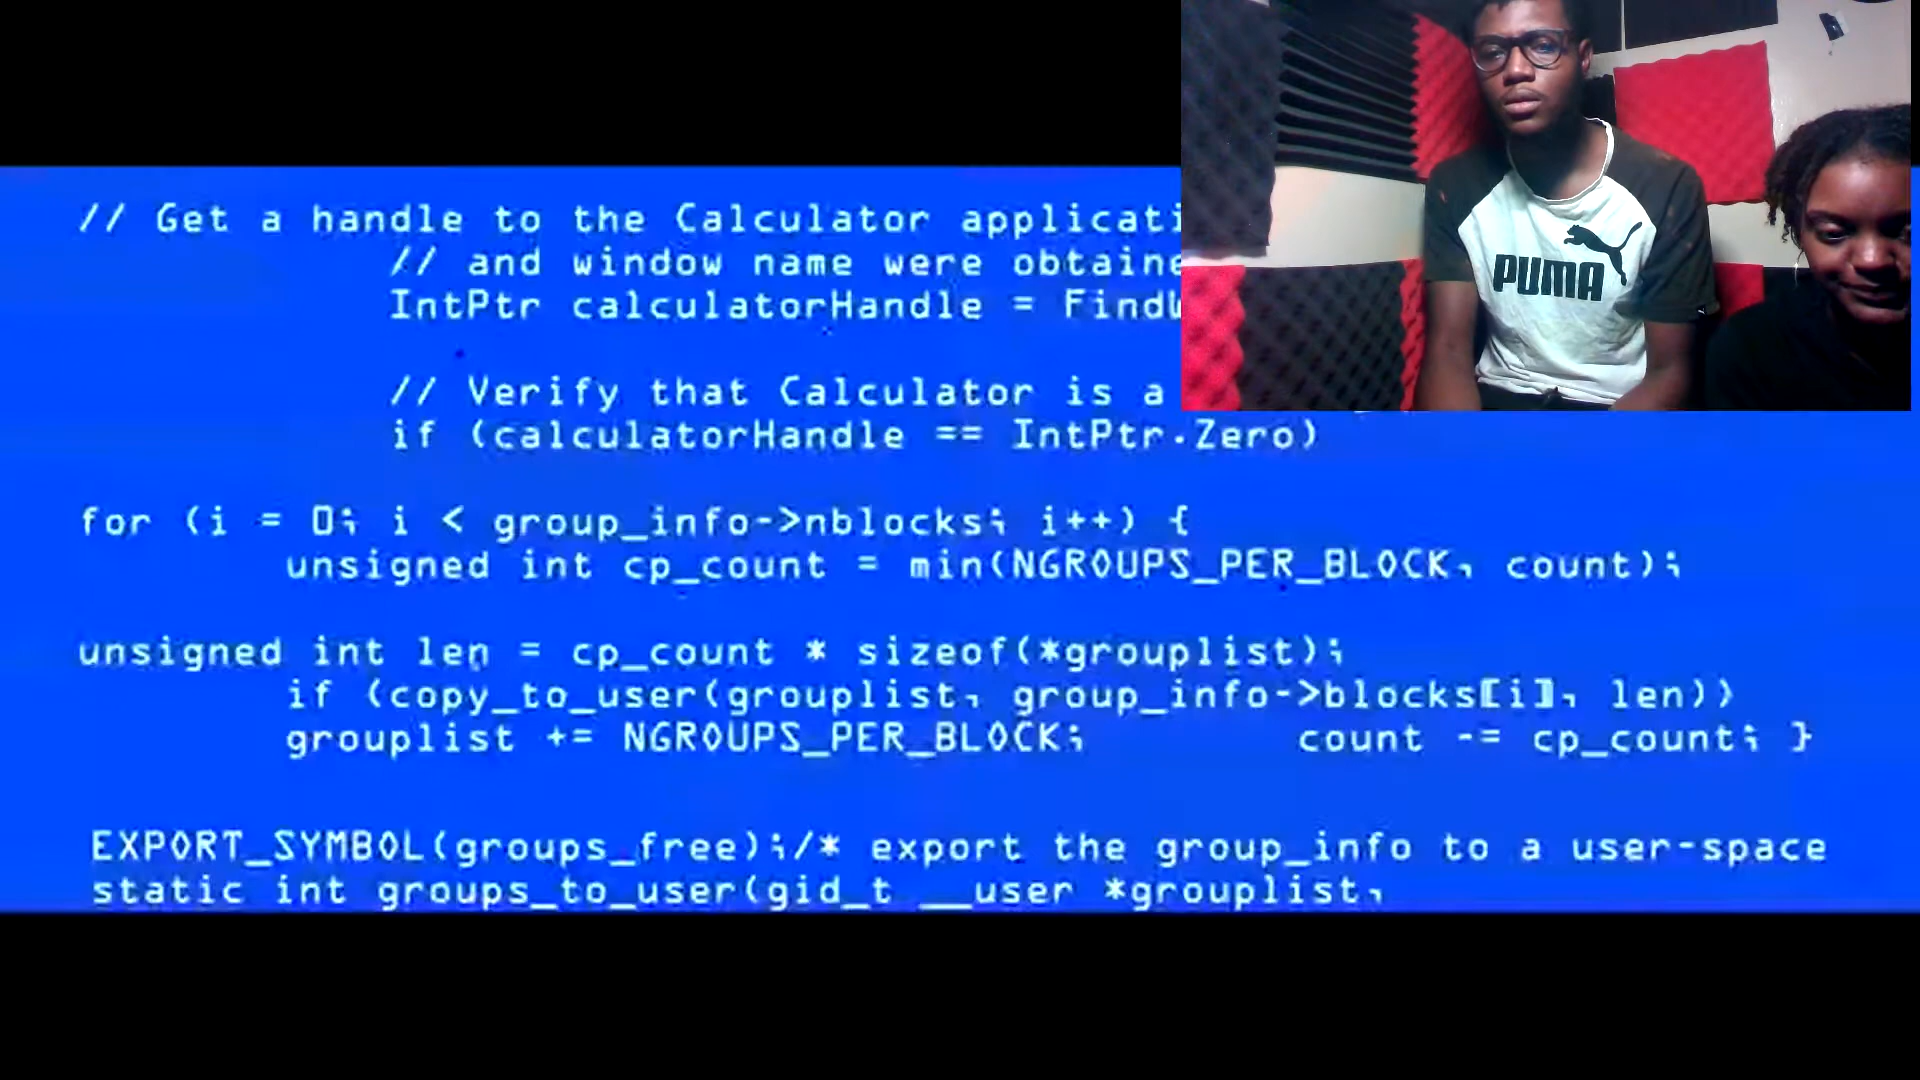 // Get a handle to the Calculator applicati
// and window name were obtaine
IntPtr calculatorHandle = Find
// Verify that Calculator is a
if (calculatorHandle == IntPtr.Zero)
for (i = 0; i < group_info->nblocks; i++) {
unsigned int cp_count = min(NGROUPS_PER_BLOCK, count);
unsigned int len = cp_count * sizeof(*grouplist);
if (copy_to_user(grouplist, group_info->blocks[i], len))
grouplist += NGROUPS_PER_BLOCK; count -= cp_count; }
EXPORT_SYMBOL(groups_free);/* export the group_info to a user-space
static int groups_to_user(gid_t __user *grouplist,
PUMA